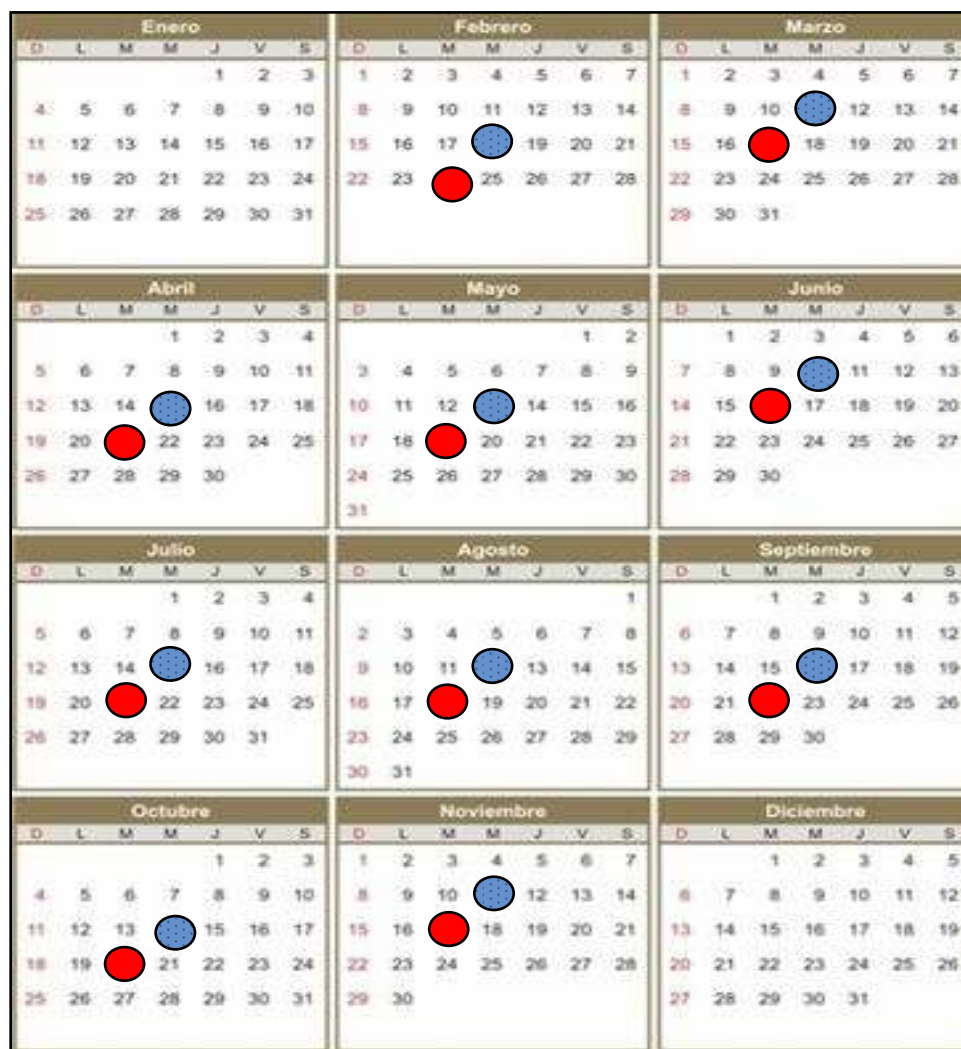 Enero
D L M M J V S
1 2 3
4 5 6 7 8 9 10
11 12 13 14 15 16 17
18 19 20 21 22 23 24
25 26 27 28 29 30 31
Febrero
D L M M J V S
1 2 3 4 5 6 7
8 9 10 11 12 13 14
15 16 17 19 20 21
22 23 25 26 27 28
Marzo
D L M M J V S
1 2 3 4 5 6 7
8 9 10 12 13 14
15 16 18 19 20 21
22 23 24 25 26 27 28
29 30 31
Abril
D L M M J V S
1 2 3 4
5 6 7 8 9 10 11
12 13 14 16 17 18
19 20 22 23 24 25
26 27 28 29 30
Mayo
D L M M J V S
1 2
3 4 5 6 7 8 9
10 11 12 14 15 16
17 18 20 21 22 23
24 25 26 27 28 29 30
31
Junio
D L M M J V S
1 2 3 4 5 6
7 8 9 11 12 13
14 15 17 18 19 20
21 22 23 24 25 26 27
28 29 30
Julio
D L M M J V S
1 2 3 4
5 6 7 8 9 10 11
12 13 14 16 17 18
19 20 22 23 24 25
26 27 28 29 30 31
Agosto
D L M M J V S
1
2 3 4 5 6 7 8
9 10 11 13 14 15
16 17 19 20 21 22
23 24 25 26 27 28 29
30 31
Septiembre
D L M M J V S
1 2 3 4 5
6 7 8 9 10 11 12
13 14 15 17 18 19
20 21 23 24 25 26
27 28 29 30
Octubre
D L M M J V S
1 2 3
4 5 6 7 8 9 10
11 12 13 15 16 17
18 19 21 22 23 24
25 26 27 28 29 30 31
Noviembre
D L M M J V S
1 2 3 4 5 6 7
8 9 10 12 13 14
15 16 18 19 20 21
22 23 24 25 26 27 28
29 30
Diciembre
D L M M J V S
1 2 3 4 5
6 7 8 9 10 11 12
13 14 15 16 17 18 19
20 21 22 23 24 25 26
27 28 29 30 31